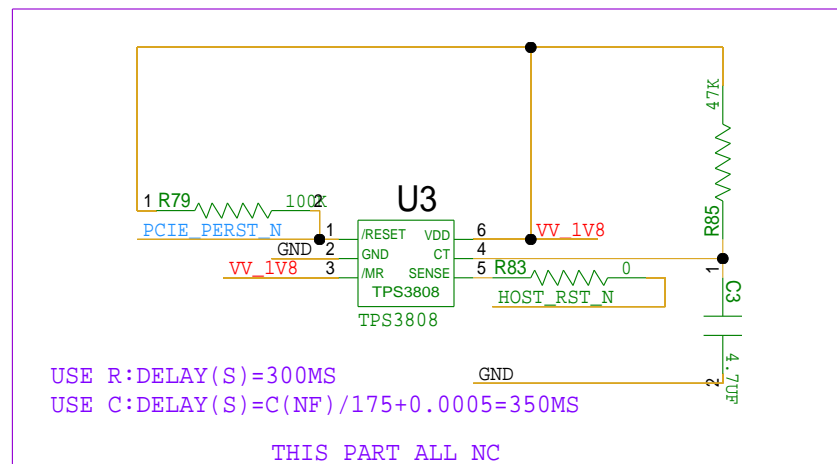 47K
1 R79 100K 2
U3
R85
PCIE_PERST_N 1 /RESET VDD 6 VV_1V8
GND 2 GND CT 4
VV_1V8 3 /MR SENSE 5 R83 0
TPS3808
HOST_RST_N
TPS3808
1
C3
4.7UF
2
GND
USE R:DELAY(S)=300MS
USE C:DELAY(S)=C(NF)/175+0.0005=350MS
THIS PART ALL NC